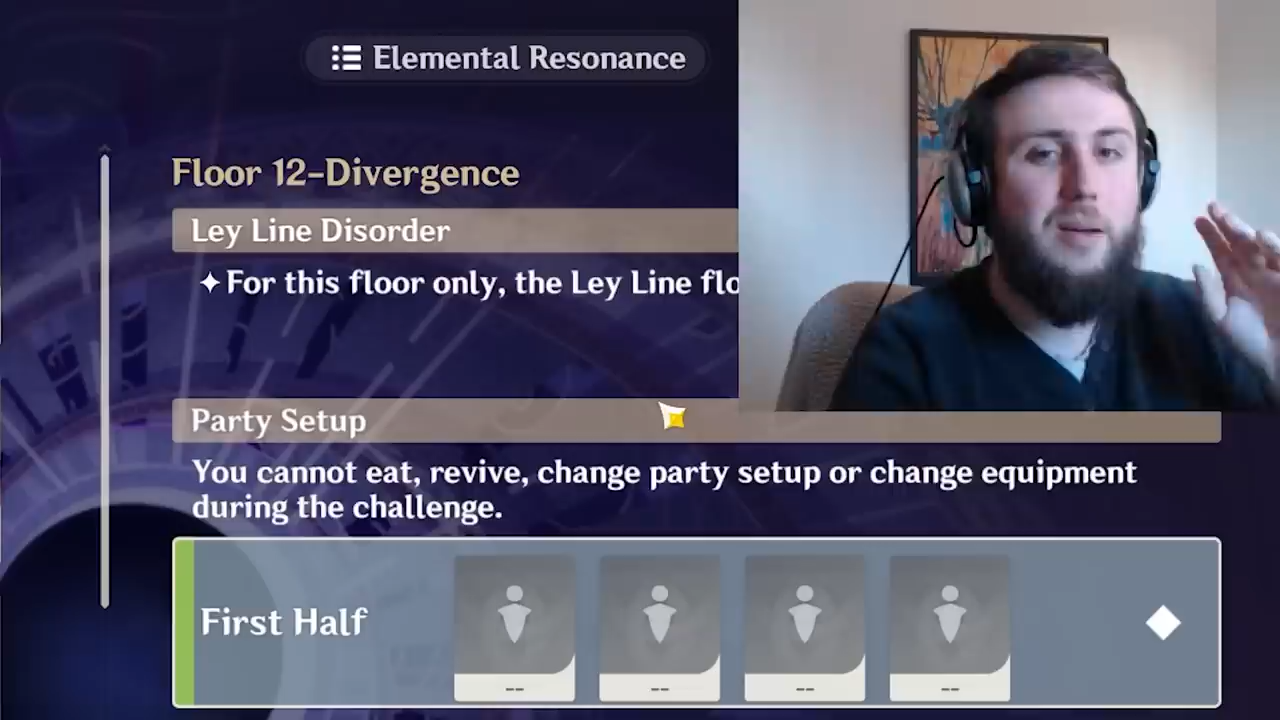 Elemental Resonance
Floor 12-Divergence
Ley Line Disorder
For this floor only, the Ley Line flo
Party Setup
You cannot eat, revive, change party setup or change equipment
during the challenge.
First Half
-- -- -- --